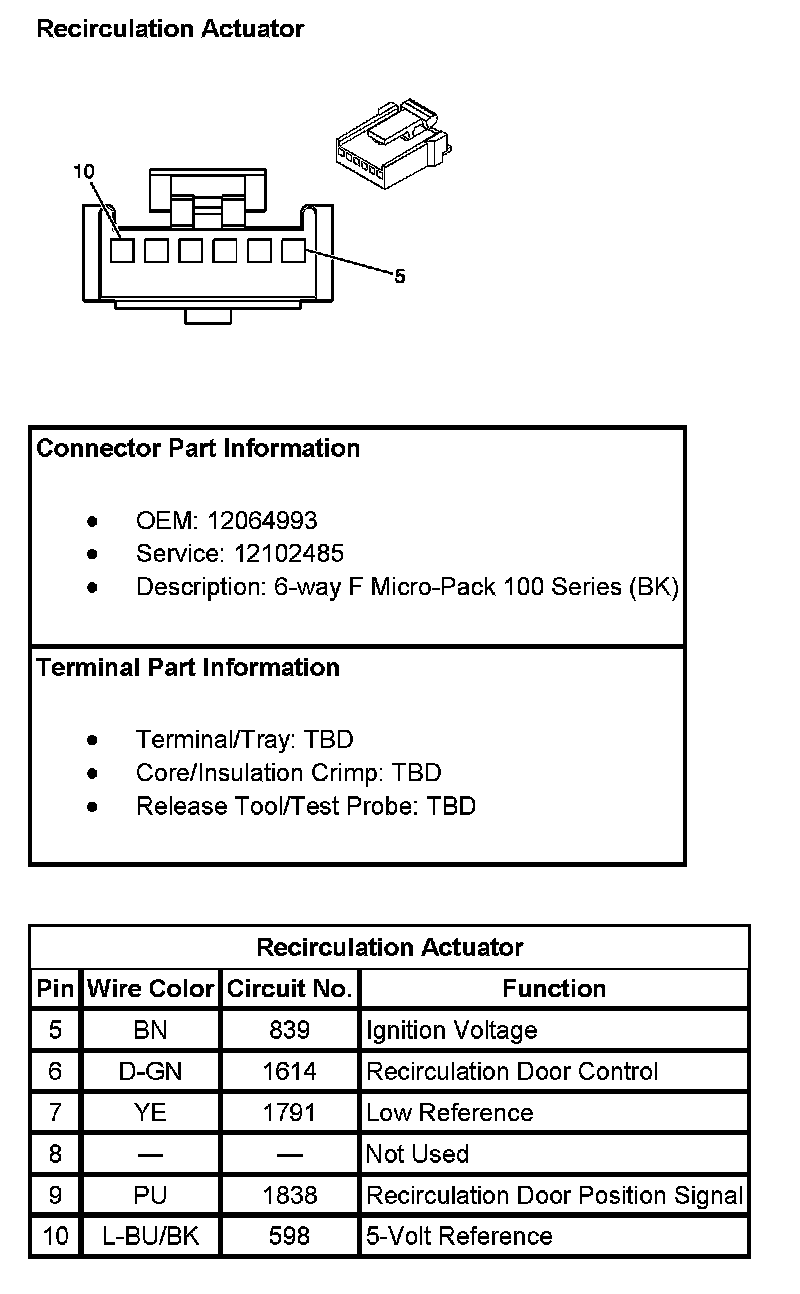 Recirculation Actuator
10
5
Connector Part Information
• OEM: 12064993
• Service: 12102485
• Description: 6-way F Micro-Pack 100 Series (BK)
Terminal Part Information
• Terminal/Tray: TBD
• Core/Insulation Crimp: TBD
• Release Tool/Test Probe: TBD
Recirculation Actuator
Pin Wire Color Circuit No. Function
5 BN 839 Ignition Voltage
6 D-GN 1614 Recirculation Door Control
7 YE 1791 Low Reference
8 — — Not Used
9 PU 1838 Recirculation Door Position Signal
10 L-BU/BK 598 5-Volt Reference